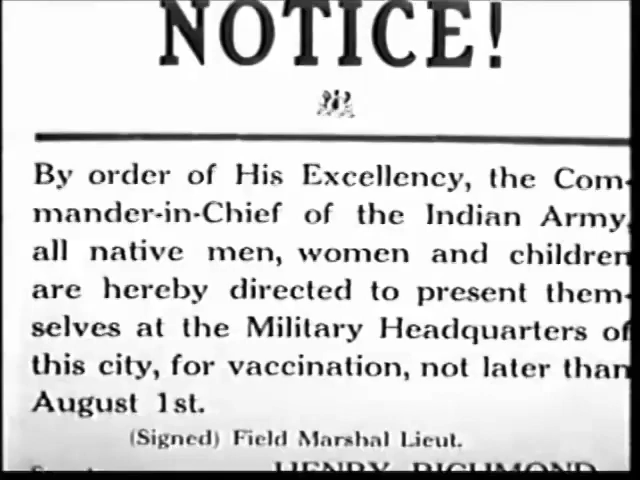 NOTICE!
By order of His Excellency, the Com-
mander-in-Chief of the Indian Army,
all native men, women and children
are hereby directed to present them-
selves at the Military Headquarters of
this city, for vaccination, not later than
August 1st.
(Signed) Field Marshal Lieut.
HENRY RICHMOND